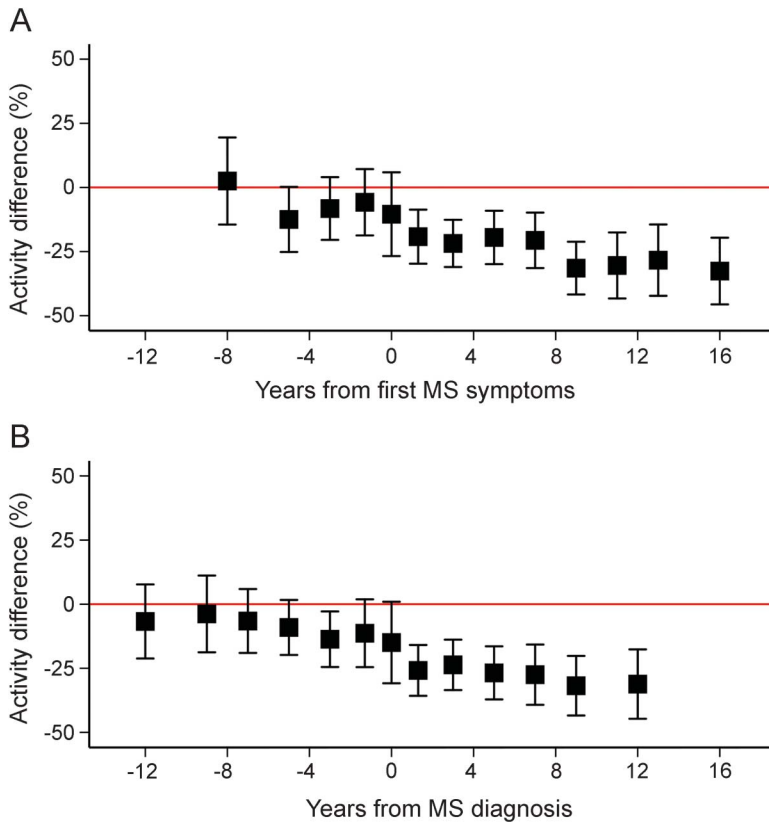 A
Activity difference (%)
50
25
0
-25
-50
-12 -8 -4 0 4 8 12 16
Years from first MS symptoms
B
Activity difference (%)
50
25
0
-25
-50
-12 -8 -4 0 4 8 12 16
Years from MS diagnosis